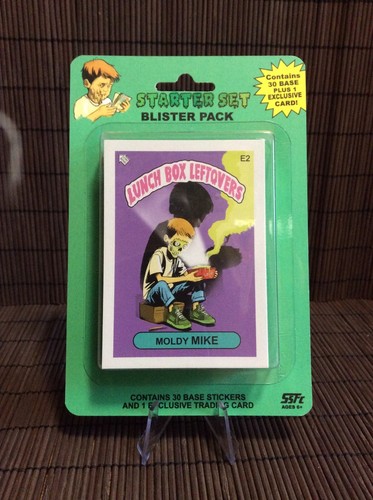 STARTER SET
BLISTER PACK
Contains
30 BASE
PLUS 1
EXCLUSIVE
CARD!
E2
LUNCH BOX LEFTOVERS
MOLDY MIKE
CONTAINS 30 BASE STICKERS
AND 1 EXCLUSIVE TRADING CARD
SSFC
AGES 6+